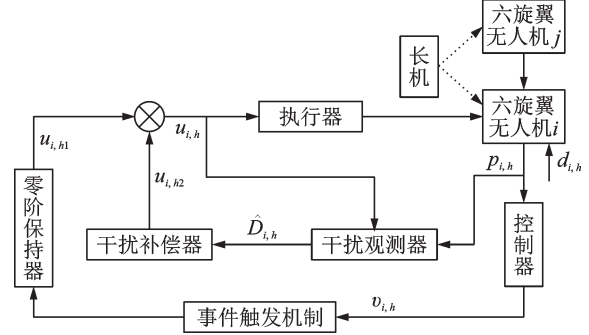 六旋翼
无人机j
长
机
执行器
六旋翼
无人机i
u_{i, h1}
u_{i, h}
u_{i, h2}
p_{i, h}
d_{i, h}
零
阶
保
持
器
干扰补偿器
\hat{D}_{i, h}
干扰观测器
控
制
器
事件触发机制
v_{i, h}